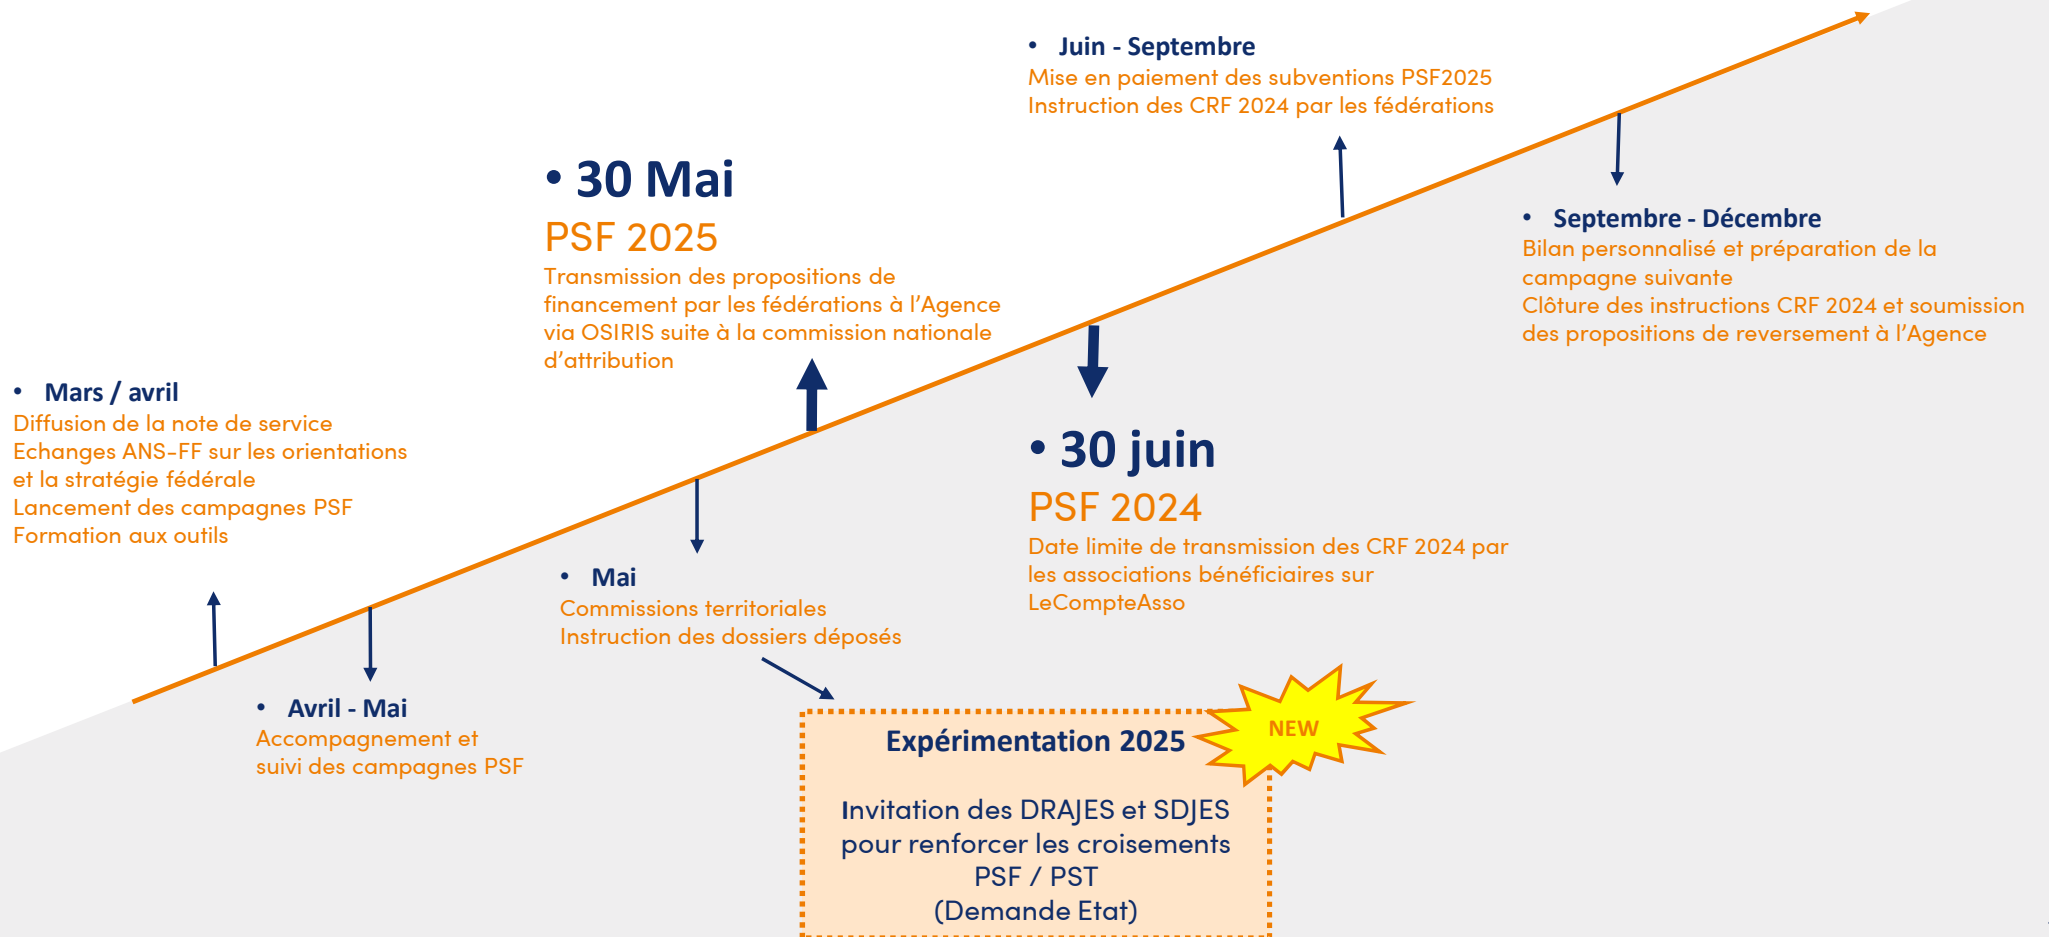 • Mars / avril
Diffusion de la note de service
Echanges ANS-FF sur les orientations
et la stratégie fédérale
Lancement des campagnes PSF
Formation aux outils
• Avril - Mai
Accompagnement et
suivi des campagnes PSF
• Mai
Commissions territoriales
Instruction des dossiers déposés
Expérimentation 2025
NEW
Invitation des DRAJES et SDJES
pour renforcer les croisements
PSF / PST
(Demande Etat)
• 30 Mai
PSF 2025
Transmission des propositions de
financement par les fédérations à l’Agence
via OSIRIS suite à la commission nationale
d’attribution
• 30 juin
PSF 2024
Date limite de transmission des CRF 2024 par
les associations bénéficiaires sur
LeCompteAsso
• Juin - Septembre
Mise en paiement des subventions PSF2025
Instruction des CRF 2024 par les fédérations
• Septembre - Décembre
Bilan personnalisé et préparation de la
campagne suivante
Clôture des instructions CRF 2024 et soumission
des propositions de reversement à l’Agence